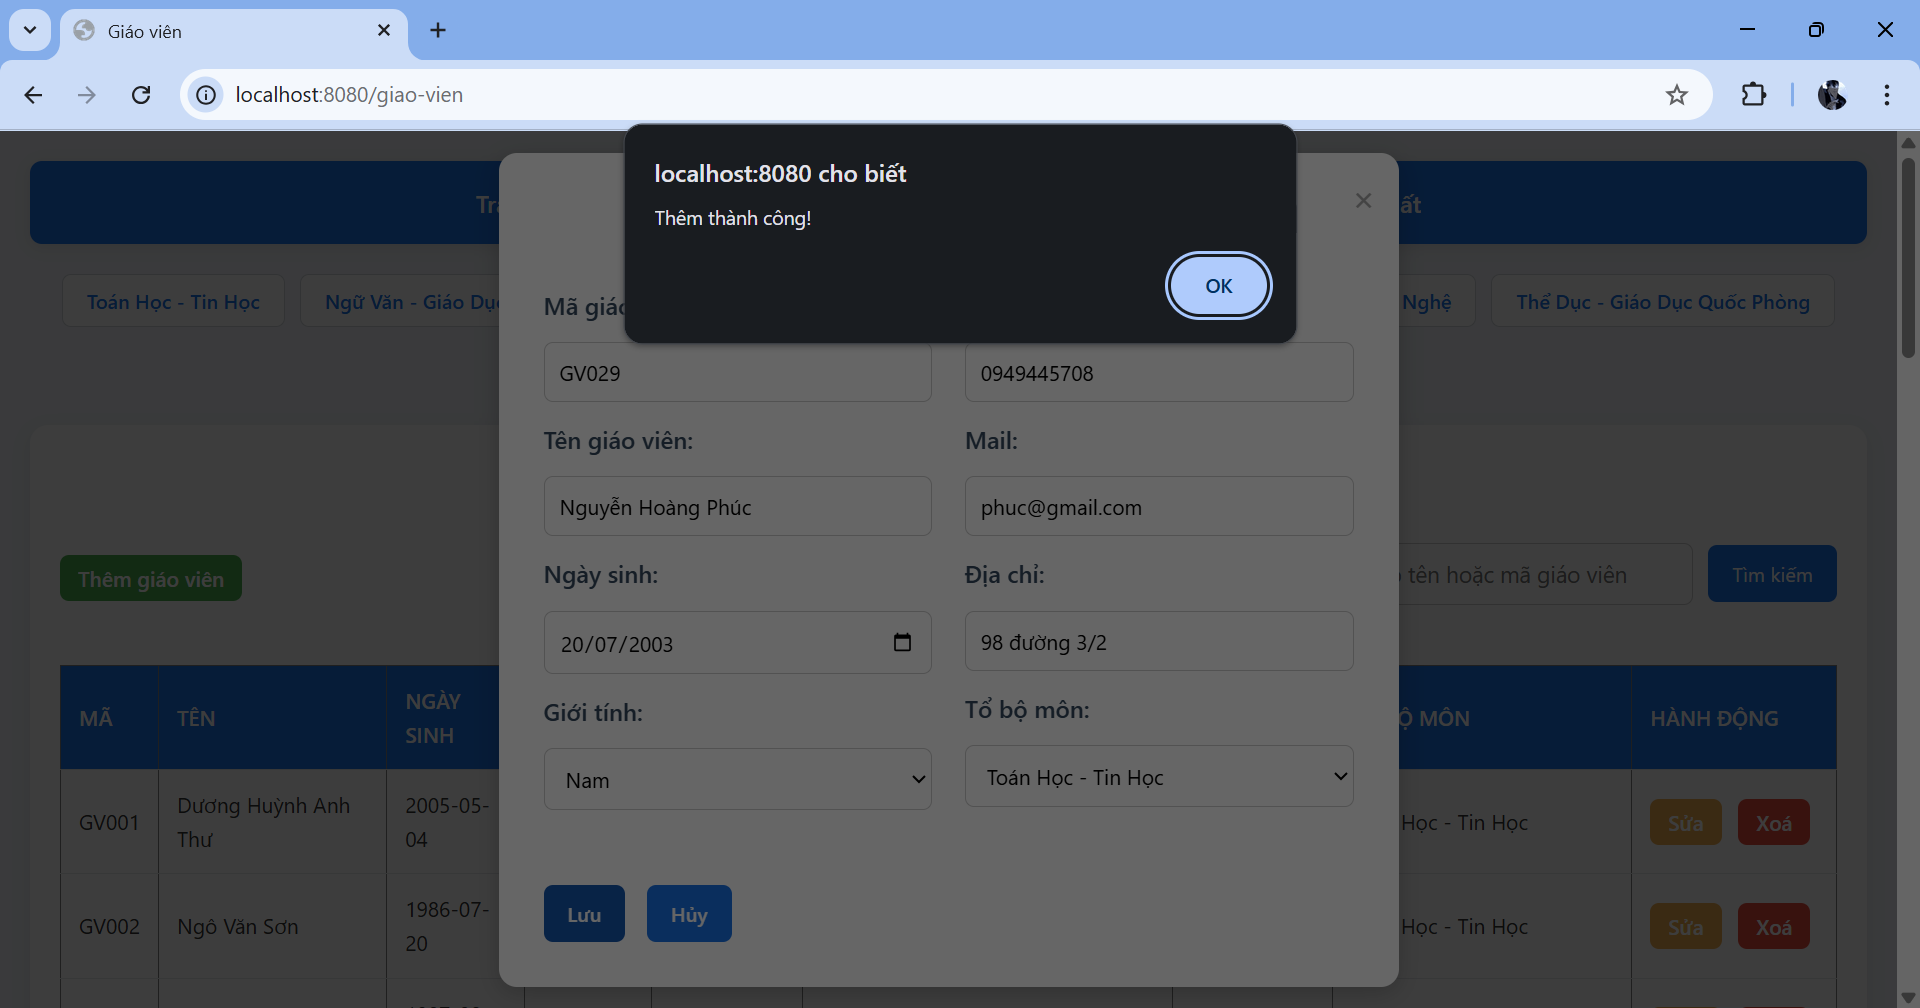 Giáo viên
localhost:8080/giao-vien
localhost:8080 cho biết
Thêm thành công!
OK
Toán Học - Tin Học
Ngữ Văn - Giáo Dục
Nghệ
Thể Dục - Giáo Dục Quốc Phòng
Mã giáo
GV029
0949445708
Tên giáo viên:
Mail:
Nguyễn Hoàng Phúc
phuc@gmail.com
Thêm giáo viên
tên hoặc mã giáo viên
Tìm kiếm
Ngày sinh:
Địa chỉ:
20/07/2003
98 đường 3/2
Giới tính:
Tổ bộ môn:
Nam
Toán Học - Tin Học
Lưu
Hủy
MÃ
TÊN
NGÀY
SINH
MÔN
HÀNH ĐỘNG
GV001
Dương Huỳnh Anh
Thư
2005-05-
04
Học - Tin Học
Sửa
Xoá
GV002
Ngô Văn Sơn
1986-07-
20
Học - Tin Học
Sửa
Xoá